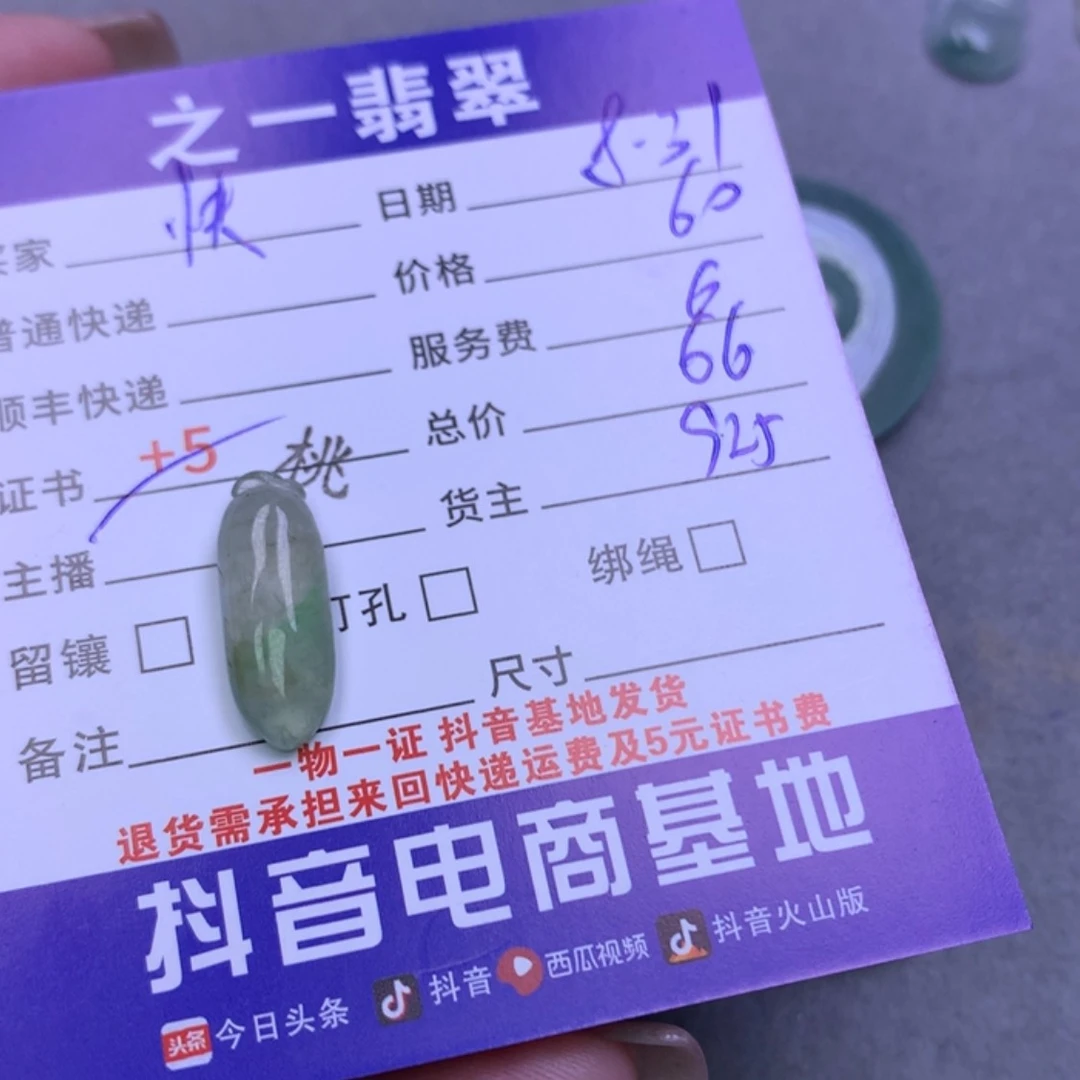 之一翡翠
买家 快 日期 8-31
普通快递 价格 60
顺丰快递 服务费 6
证书 +5 桃 总价 66
主播 货主 925
留镶 打孔 绑绳
备注 尺寸
一物一证 抖音基地发货
退货需承担来回快递运费及5元证书费
抖音电商基地
头条 今日头条 抖音 西瓜视频 抖音火山版